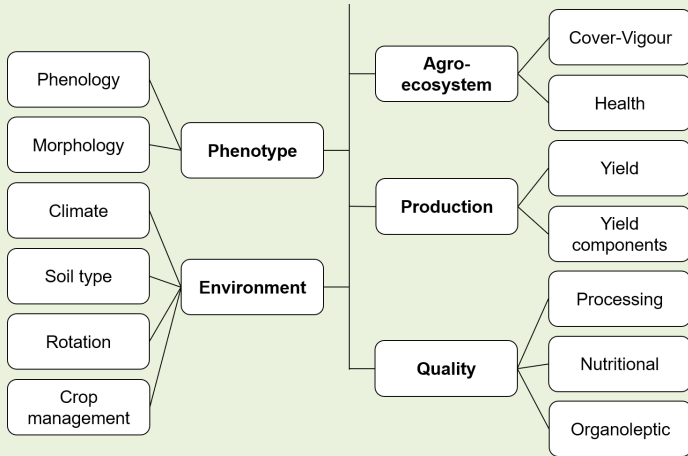 Phenology
Morphology
Climate
Soil type
Rotation
Crop
management
Phenotype
Environment
Agro-
ecosystem
Production
Quality
Cover-Vigour
Health
Yield
Yield
components
Processing
Nutritional
Organoleptic